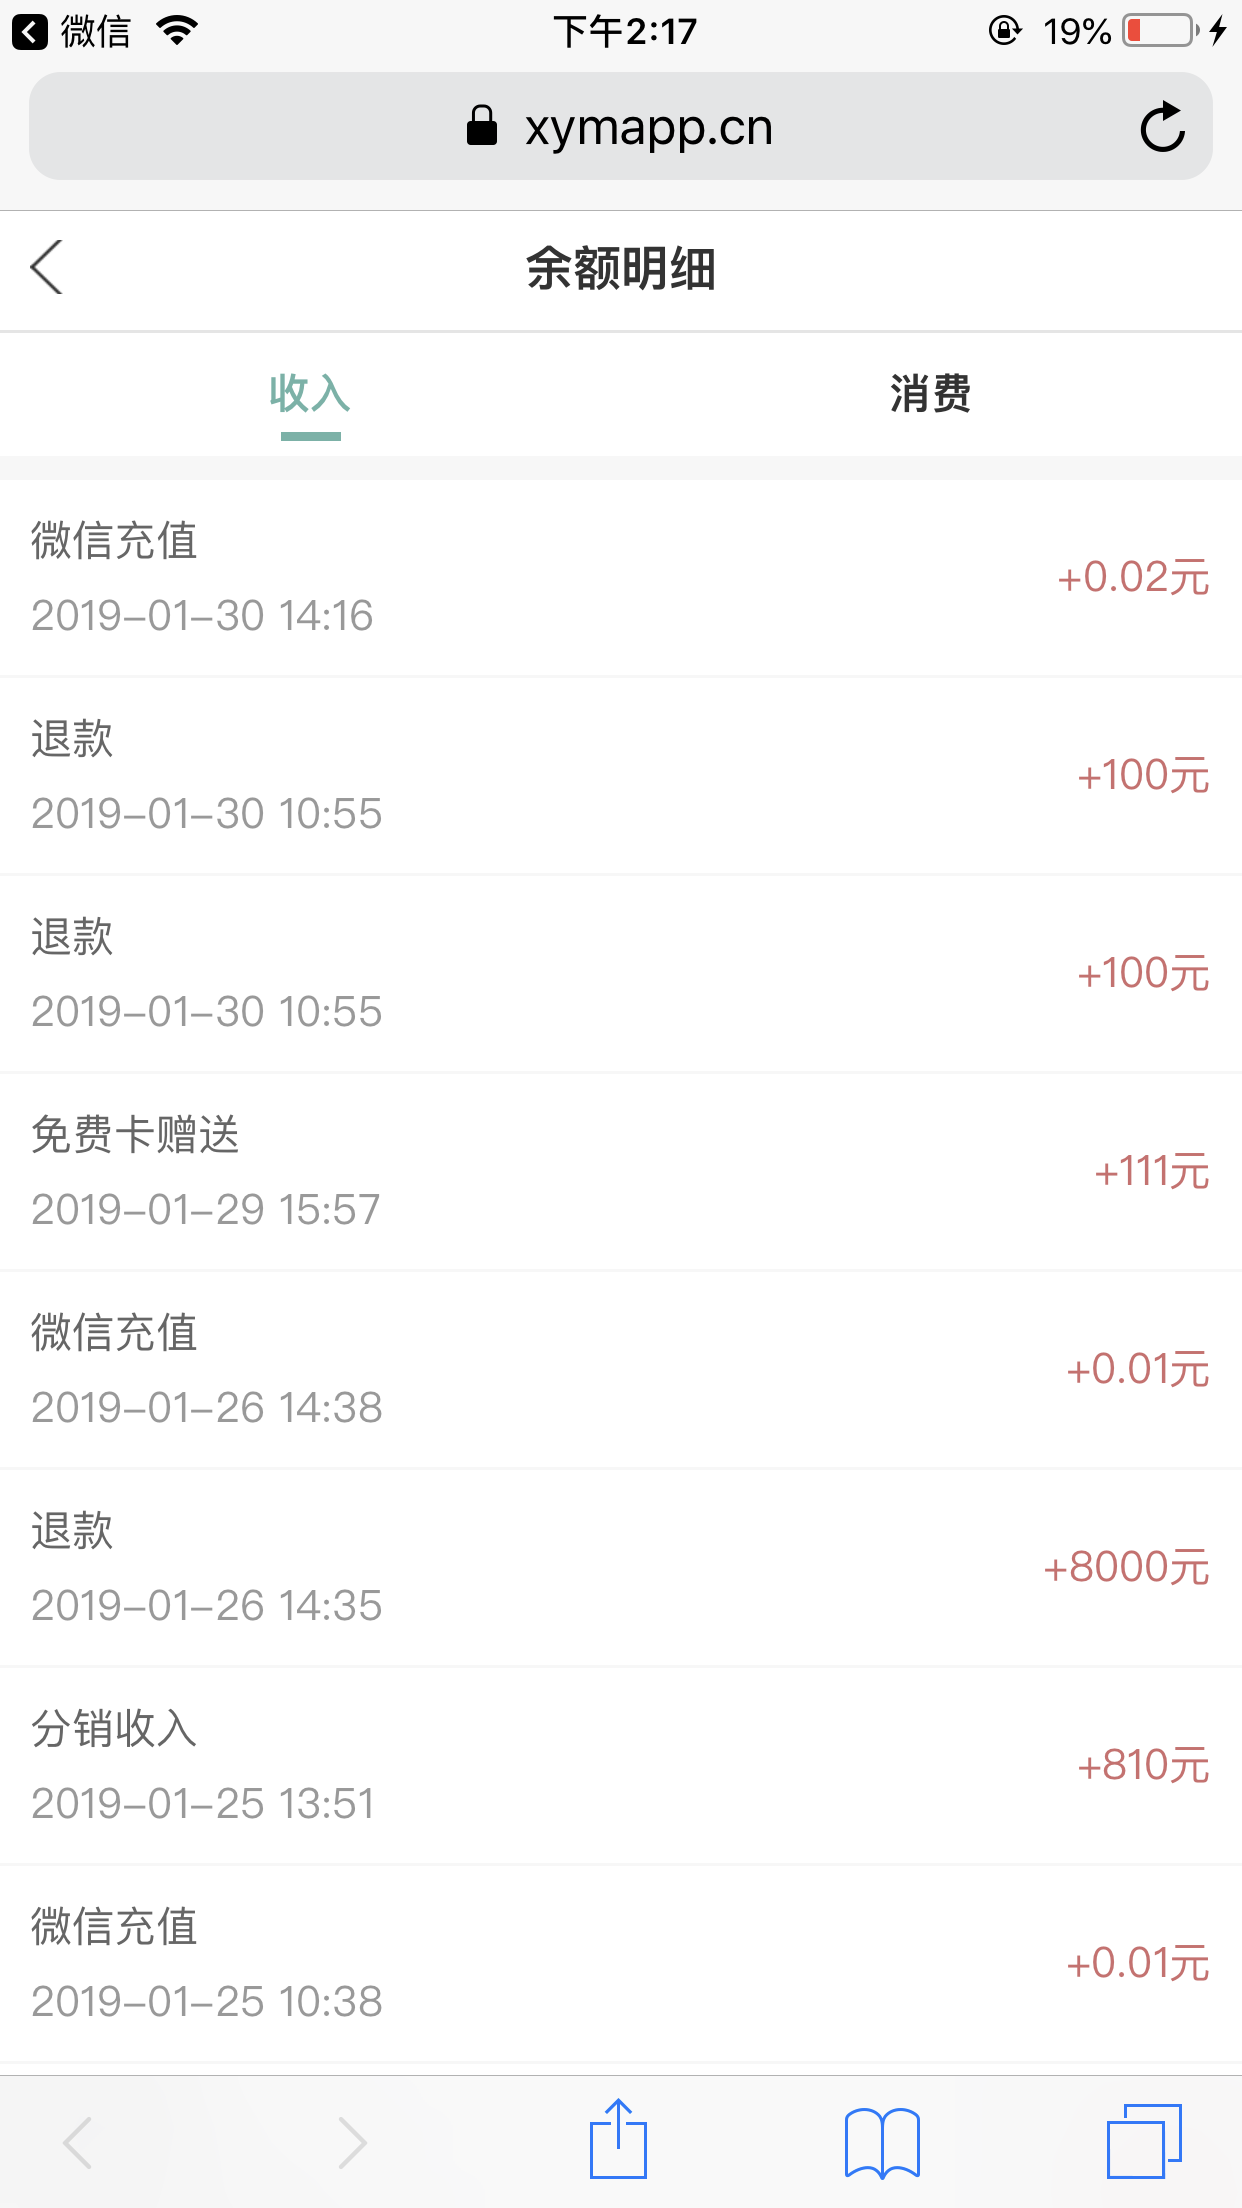 微信 下午2:17 19%
xymapp.cn
余额明细
收入 消费
微信充值
+0.02元
2019-01-30 14:16
退款
+100元
2019-01-30 10:55
退款
+100元
2019-01-30 10:55
免费卡赠送
+111元
2019-01-29 15:57
微信充值
+0.01元
2019-01-26 14:38
退款
+8000元
2019-01-26 14:35
分销收入
+810元
2019-01-25 13:51
微信充值
+0.01元
2019-01-25 10:38